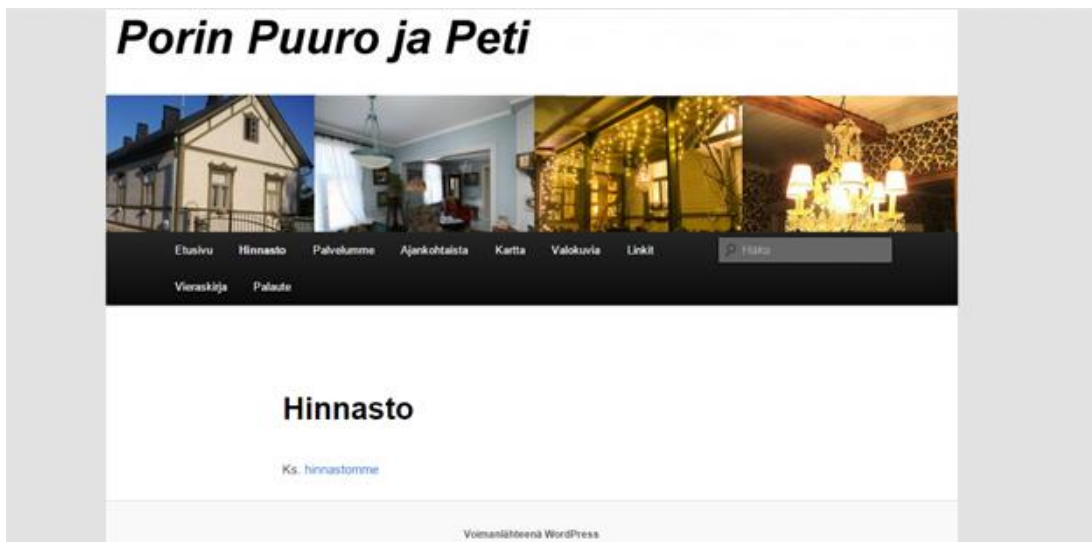 Porin Puuro ja Peti
Etusivu Hinnasto Palvelumme Ajankohtaista Kartta Valokuvia Linkit Haku
Vieraskirja Palaute
Hinnasto
Ks. hinnastomme
Voimanlähteenä WordPress